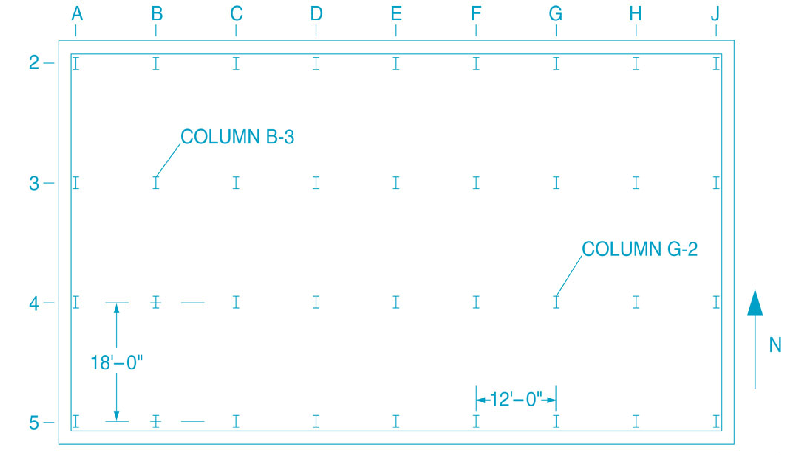 A B C D E F G H J
2
COLUMN B-3
3
COLUMN G-2
4
18'-0"
N
12'-0"
5